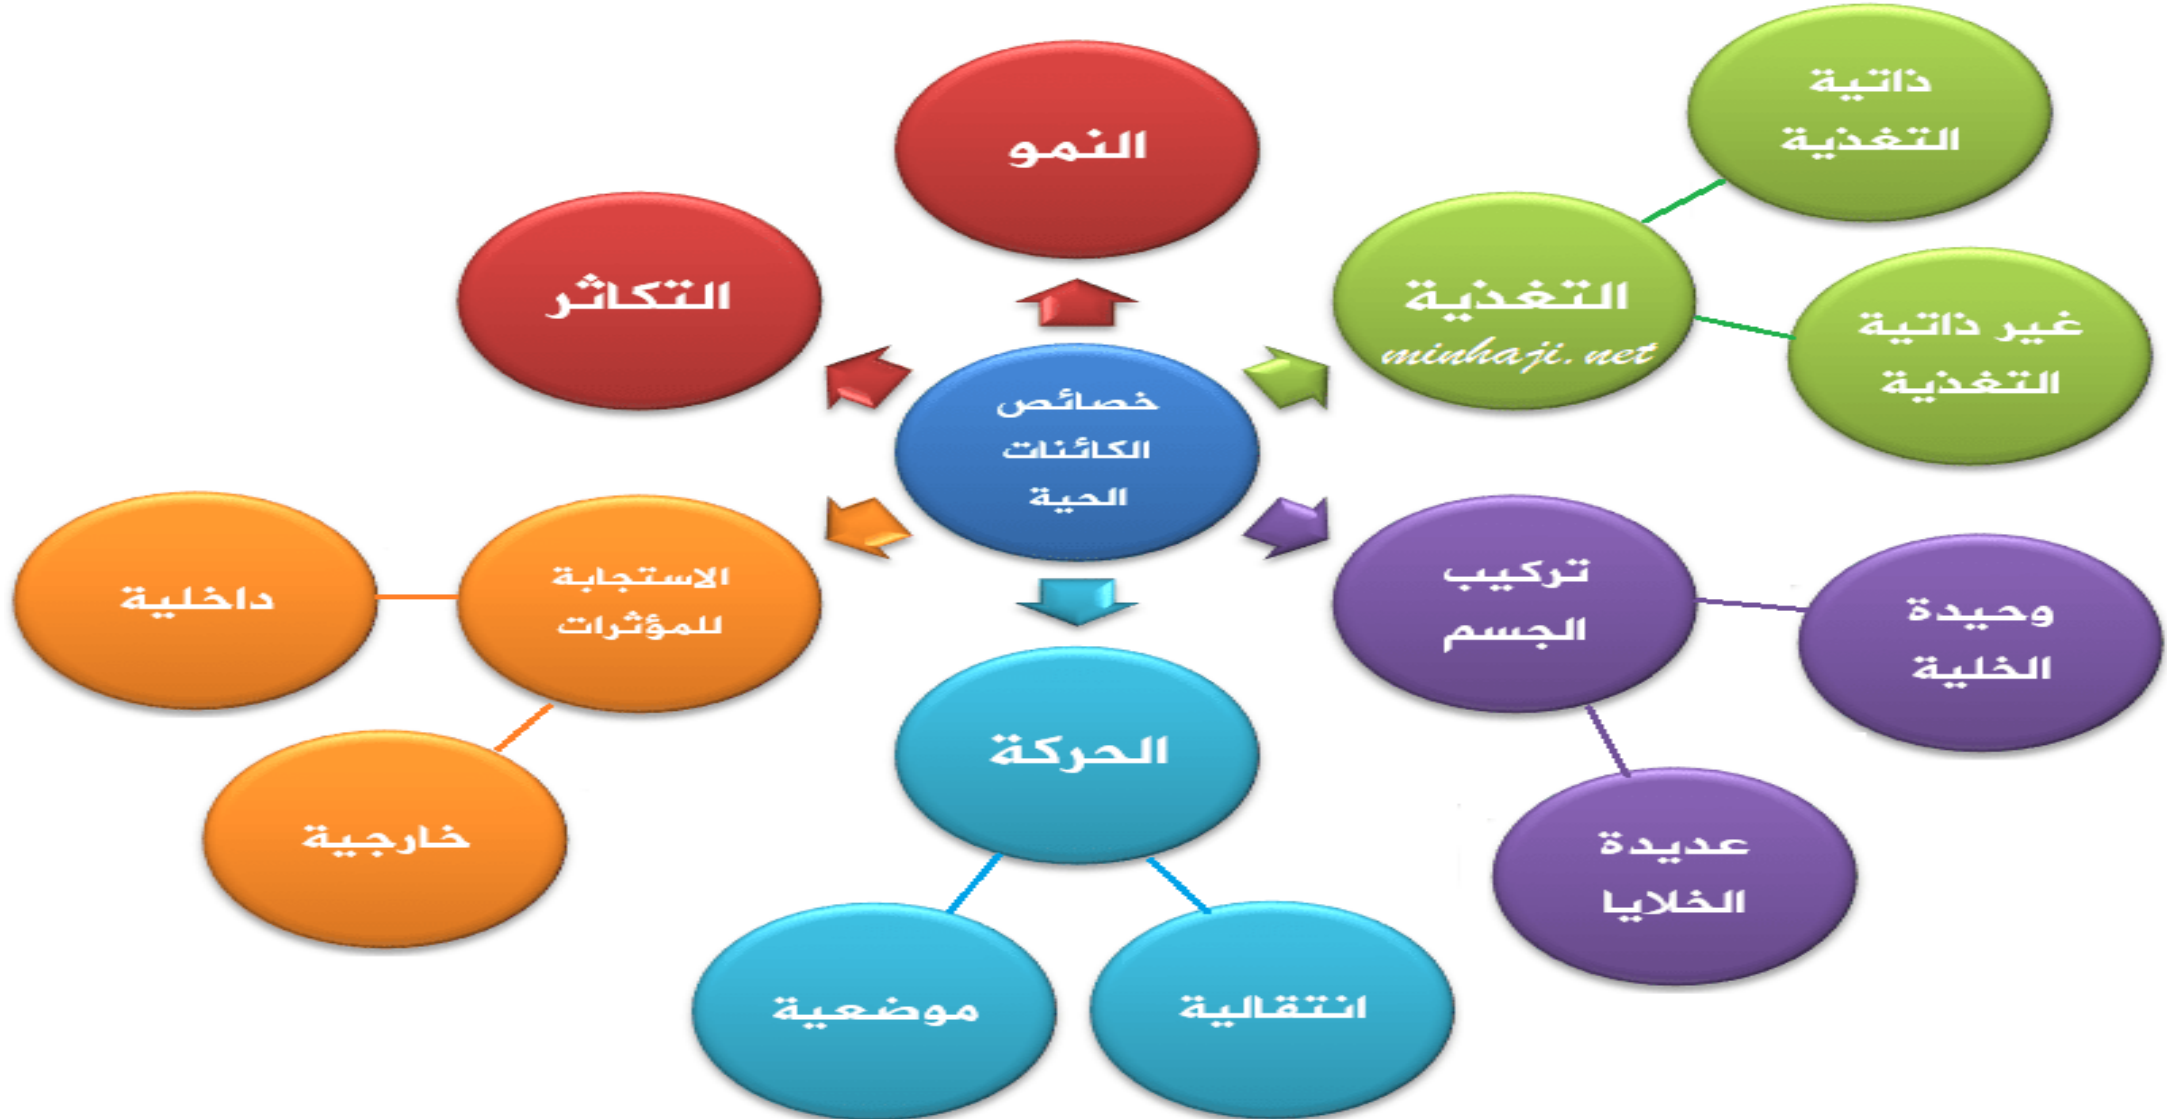 النمو
ذاتية
التغذية
التكاثر
التغذية
minhaji.net
غير ذاتية
التغذية
خصائص
الكائنات
الحية
داخلية
الاستجابة
للمؤثرات
تركيب
الجسم
وحيدة
الخلية
الحركة
خارجية
عديدة
الخلايا
موضعية
انتقالية